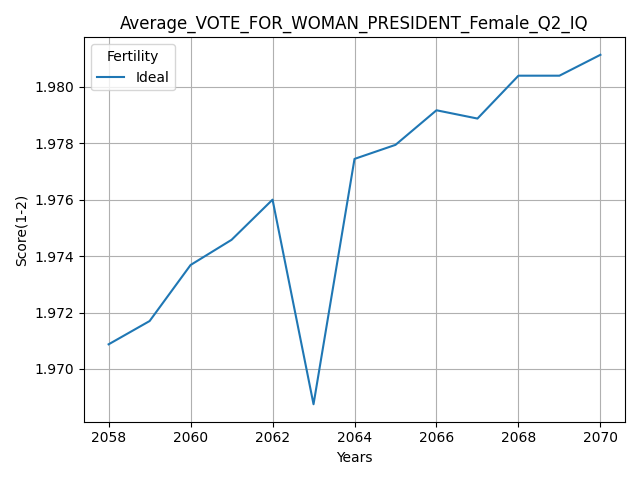 Average_VOTE_FOR_WOMAN_PRESIDENT_Female_Q2_IQ
Fertility
Ideal
1.980
1.978
1.976
1.974
1.972
1.970
Score(1-2)
2058 2060 2062 2064 2066 2068 2070
Years